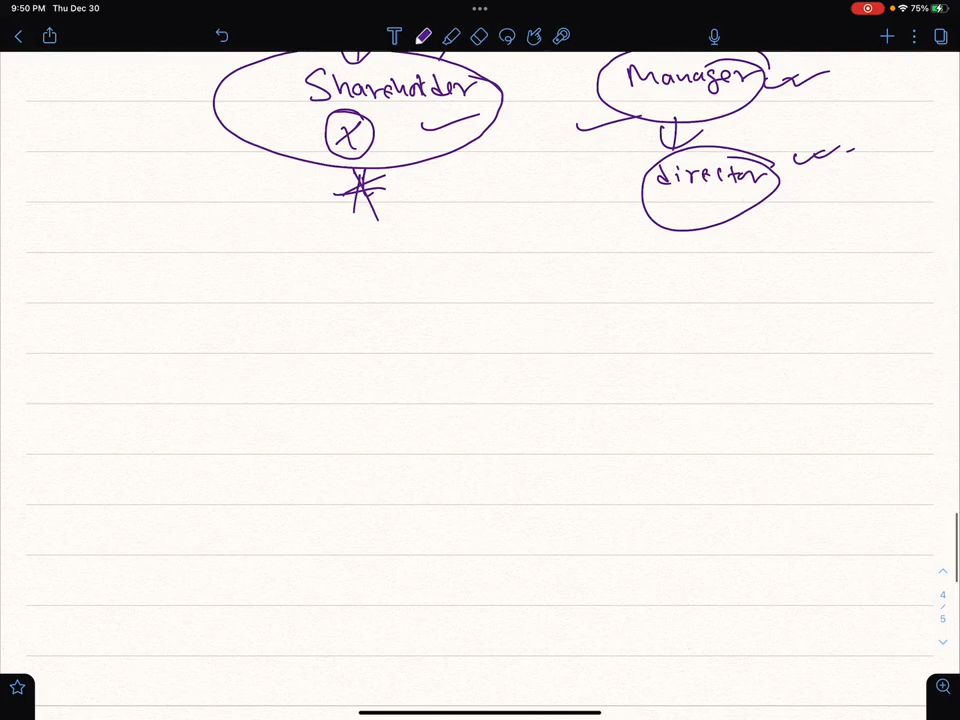 9:50 PM Thu Dec 30
75%
T
Shareholder
Manager
X
director
4
/
5